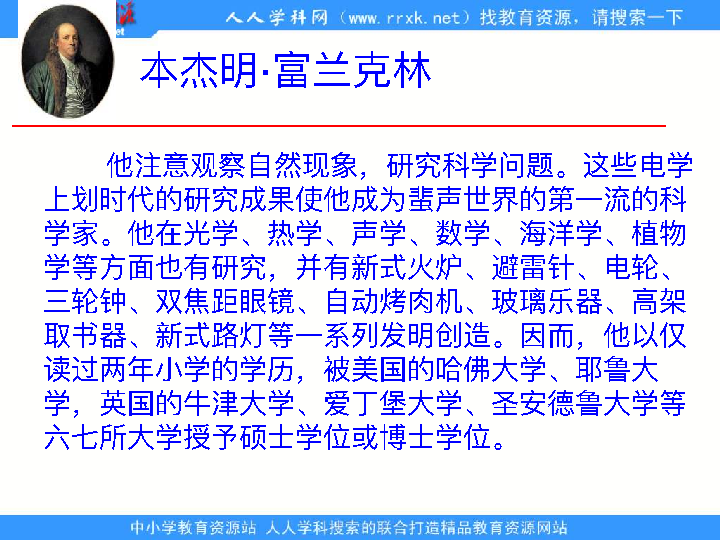 人人学科网（www.rrxk.net）找教育资源，请搜索一下
本杰明·富兰克林
他注意观察自然现象，研究科学问题。这些电学
上划时代的研究成果使他成为蜚声世界的第一流的科
学家。他在光学、热学、声学、数学、海洋学、植物
学等方面也有研究，并有新式火炉、避雷针、电轮、
三轮钟、双焦距眼镜、自动烤肉机、玻璃乐器、高架
取书器、新式路灯等一系列发明创造。因而，他以仅
读过两年小学的学历，被美国的哈佛大学、耶鲁大
学，英国的牛津大学、爱丁堡大学、圣安德鲁大学等
六七所大学授予硕士学位或博士学位。
中小学教育资源站 人人学科搜索的联合打造精品教育资源网站